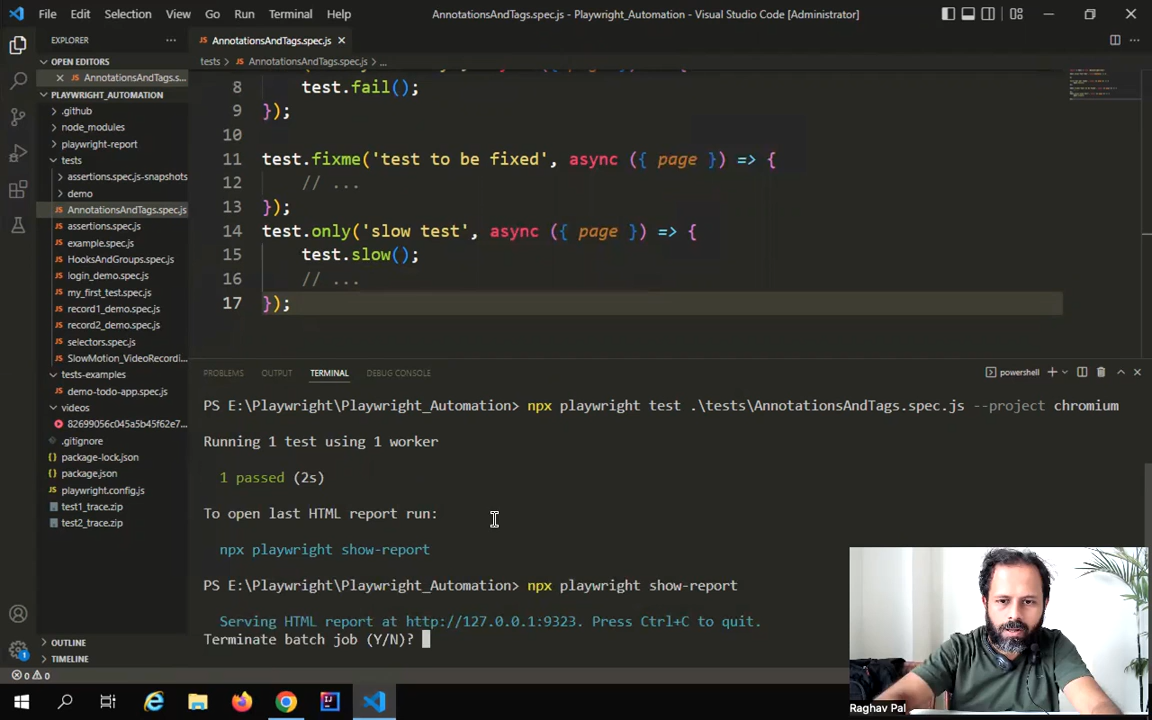 File Edit Selection View Go Run Terminal Help
AnnotationsAndTags.spec.js - Playwright_Automation - Visual Studio Code [Administrator]
EXPLORER
OPEN EDITORS
AnnotationsAndTag...
PLAYWRIGHT_AUTOMATION
.github
node_modules
playwright-report
tests
assertions.spec.js-snapshots
demo
AnnotationsAndTags.spec.js
assertions.spec.js
example.spec.js
HooksAndGroups.spec.js
login_demo.spec.js
my_first_test.spec.js
record1_demo.spec.js
record2_demo.spec.js
selectors.spec.js
SlowMotion_VideoRecordi...
tests-examples
demo-todo-app.spec.js
videos
82699056c045a5b45f62e7...
.gitignore
package-lock.json
package.json
playwright.config.js
test1_trace.zip
test2_trace.zip
OUTLINE
TIMELINE
AnnotationsAndTags.spec.js
tests > AnnotationsAndTags.spec.js > ...
8 test.fail();
9 });
10
11 test.fixme('test to be fixed', async ({ page }) => {
12 // ...
13 });
14 test.only('slow test', async ({ page }) => {
15 test.slow();
16 // ...
17 });
PROBLEMS OUTPUT TERMINAL DEBUG CONSOLE
powershell
PS E:\Playwright\Playwright_Automation> npx playwright test .\tests\AnnotationsAndTags.spec.js --project chromium
Running 1 test using 1 worker
1 passed (2s)
To open last HTML report run:
npx playwright show-report
PS E:\Playwright\Playwright_Automation> npx playwright show-report
Serving HTML report at http://127.0.0.1:9323. Press Ctrl+C to quit.
Terminate batch job (Y/N)?
0 0
Raghav Pal